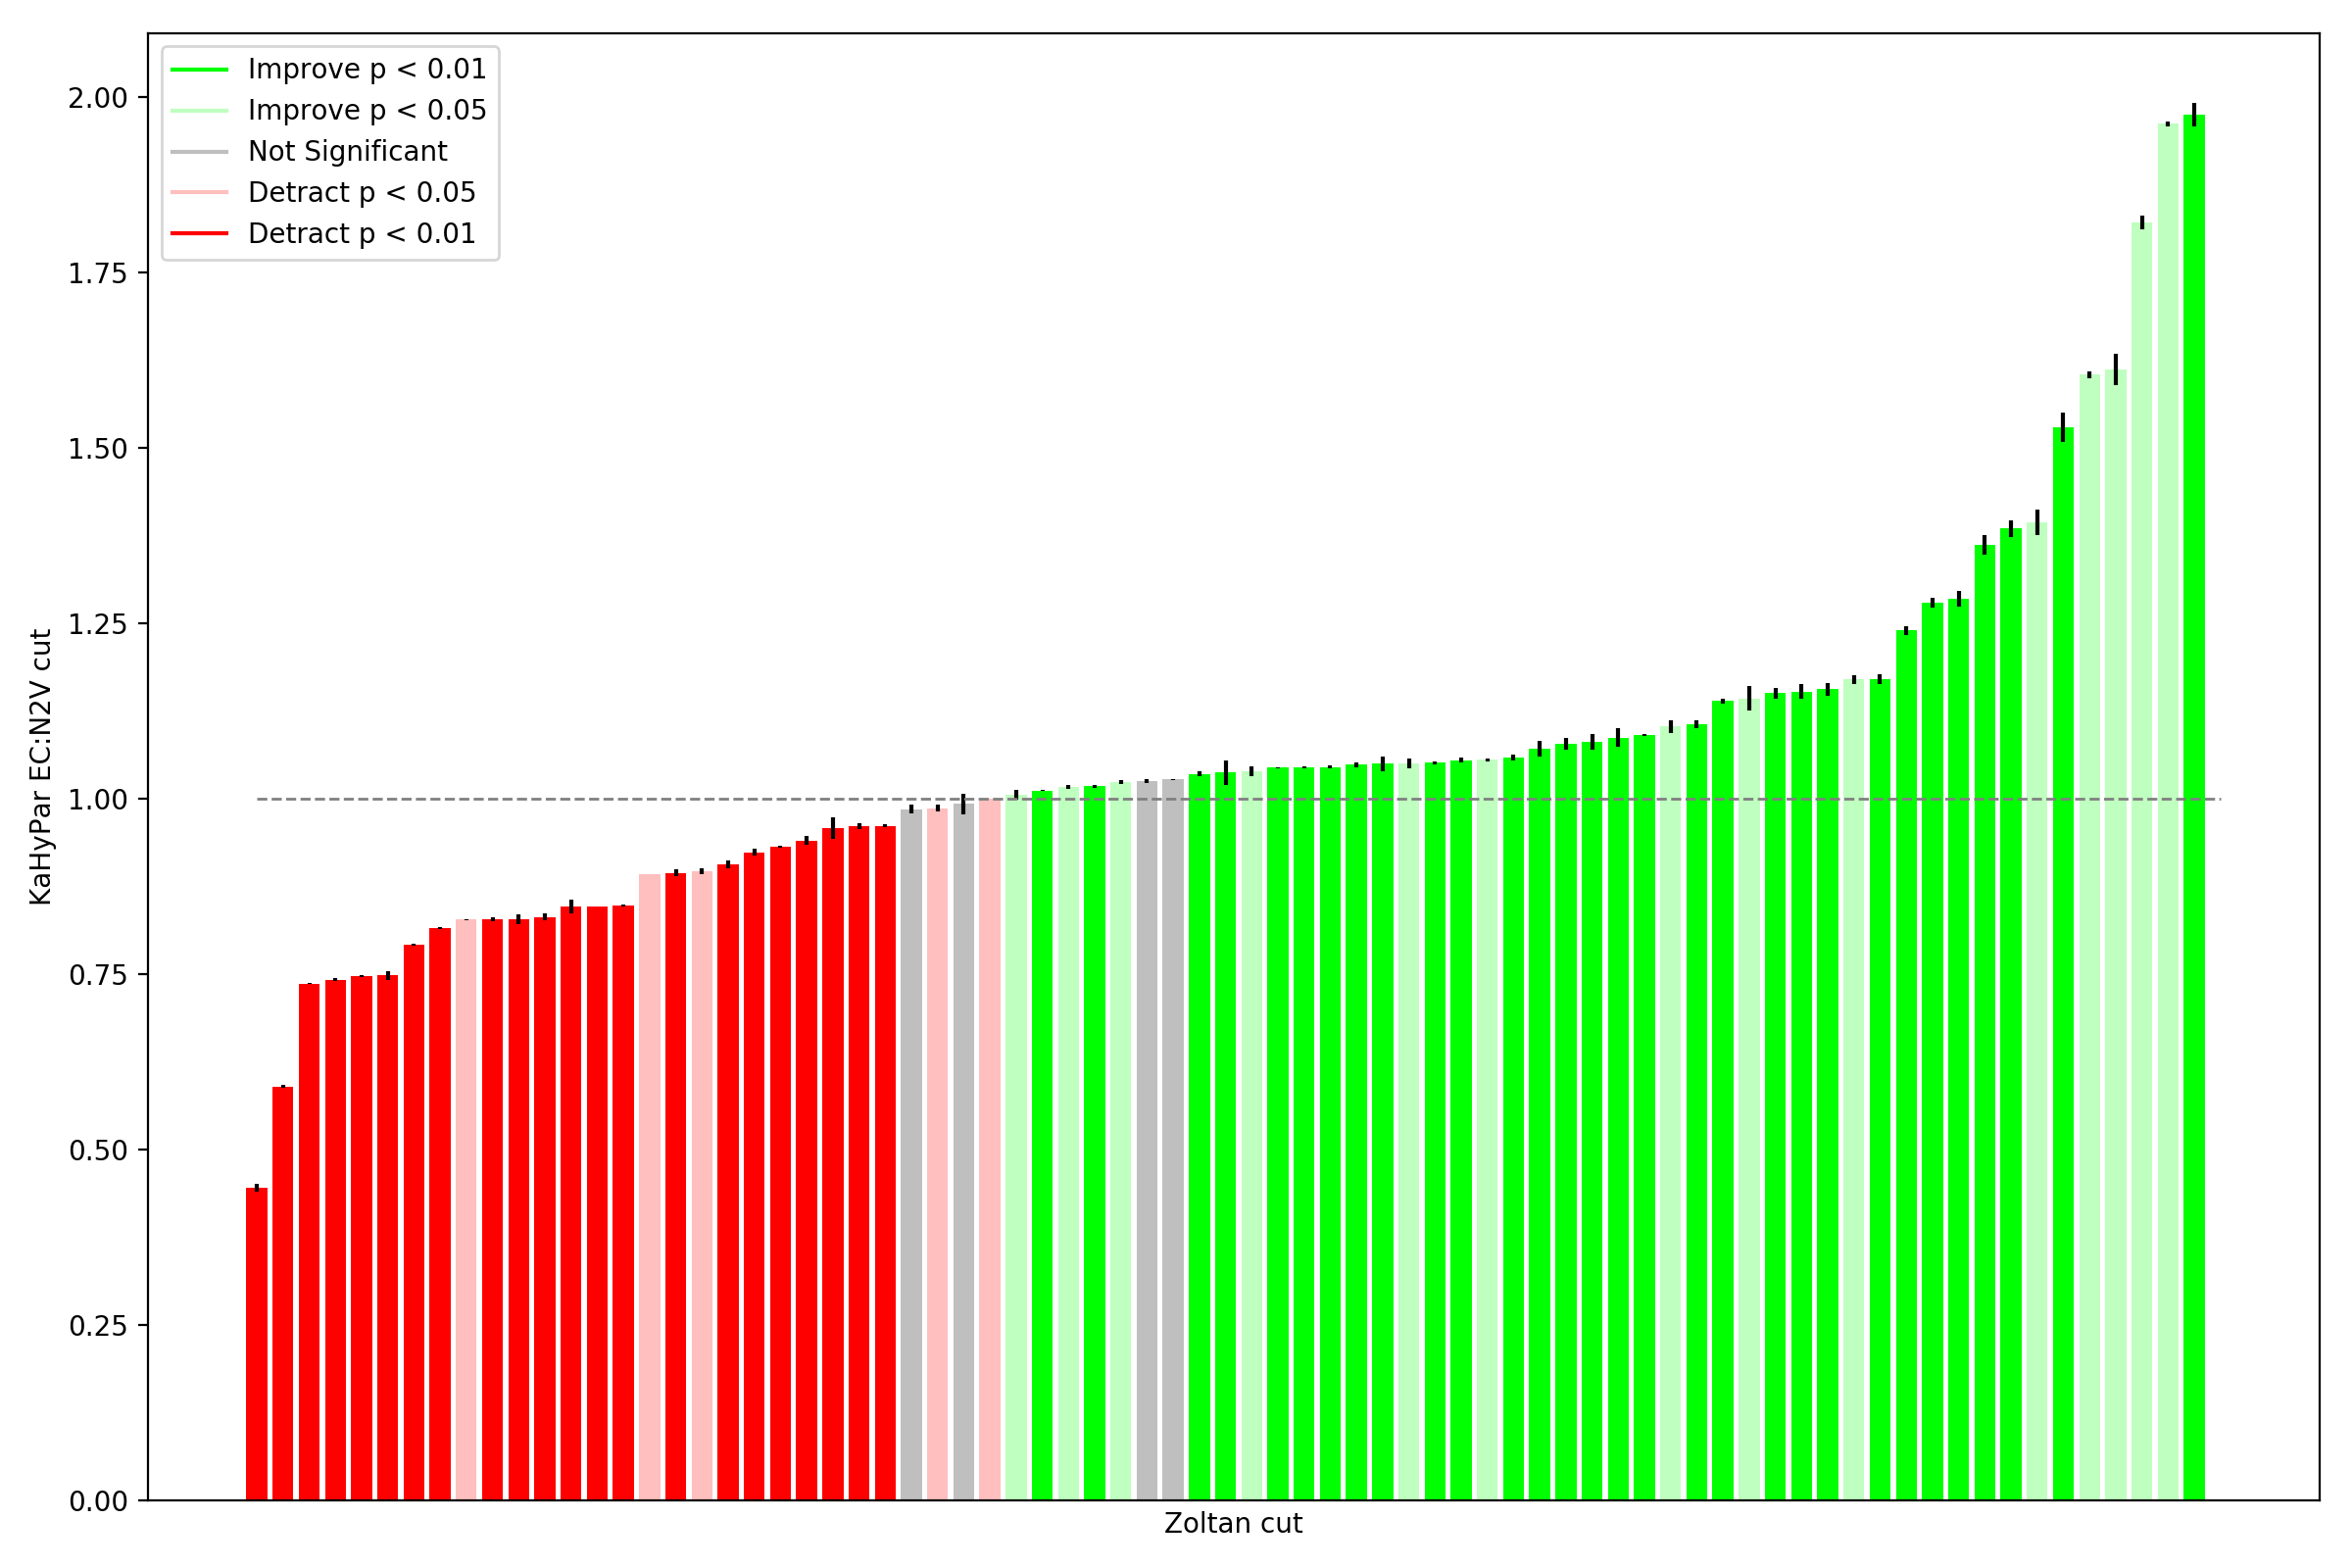 Improve p < 0.01
Improve p < 0.05
Not Significant
Detract p < 0.05
Detract p < 0.01
2.00
1.75
1.50
1.25
1.00
0.75
0.50
0.25
0.00
KaHyPar EC:N2V cut
Zoltan cut